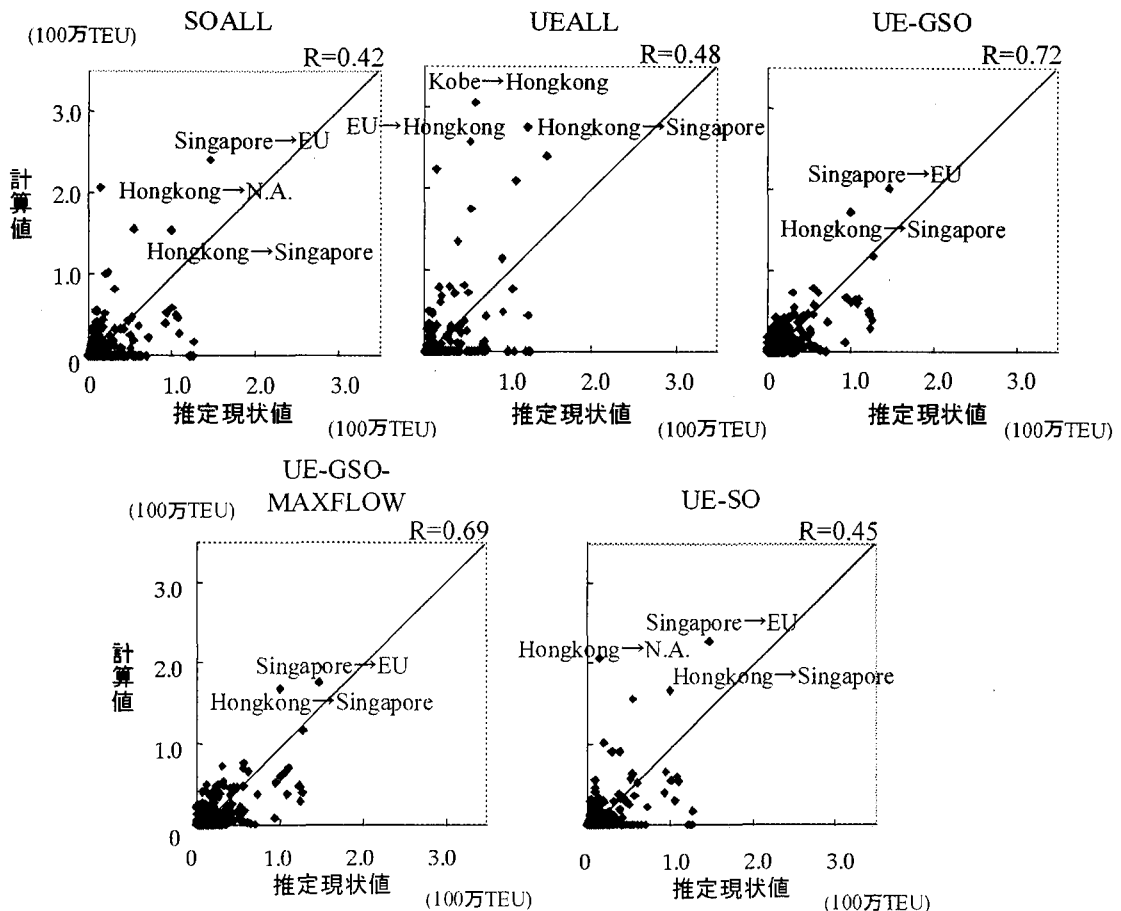 SOALL
(100万TEU)
R=0.42
3.0
Singapore→EU
2.0
Hongkong→N.A.
Hongkong→Singapore
1.0
0
0 1.0 2.0 3.0
計算値
推定現状値
(100万TEU)
UEALL
R=0.48
Kobe→Hongkong
EU→Hongkong
Hongkong→Singapore
0 1.0 2.0 3.0
推定現状値
(100万TEU)
UE-GSO
R=0.72
Singapore→EU
Hongkong→Singapore
0 1.0 2.0 3.0
推定現状値
(100万TEU)
UE-GSO-
MAXFLOW
(100万TEU)
R=0.69
3.0
2.0
Singapore→EU
Hongkong→Singapore
1.0
0
0 1.0 2.0 3.0
計算値
推定現状値
(100万TEU)
UE-SO
R=0.45
Singapore→EU
Hongkong→N.A.
Hongkong→Singapore
0 1.0 2.0 3.0
推定現状値
(100万TEU)